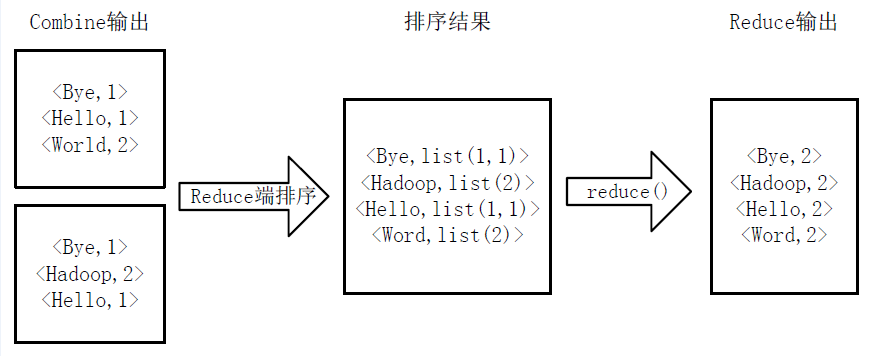 Combine输出
<Bye,1>
<Hello,1>
<World,2>
<Bye,1>
<Hadoop,2>
<Hello,1>
Reduce端排序
排序结果
<Bye,list(1,1)>
<Hadoop,list(2)>
<Hello,list(1,1)>
<Word,list(2)>
reduce()
Reduce输出
<Bye,2>
<Hadoop,2>
<Hello,2>
<Word,2>